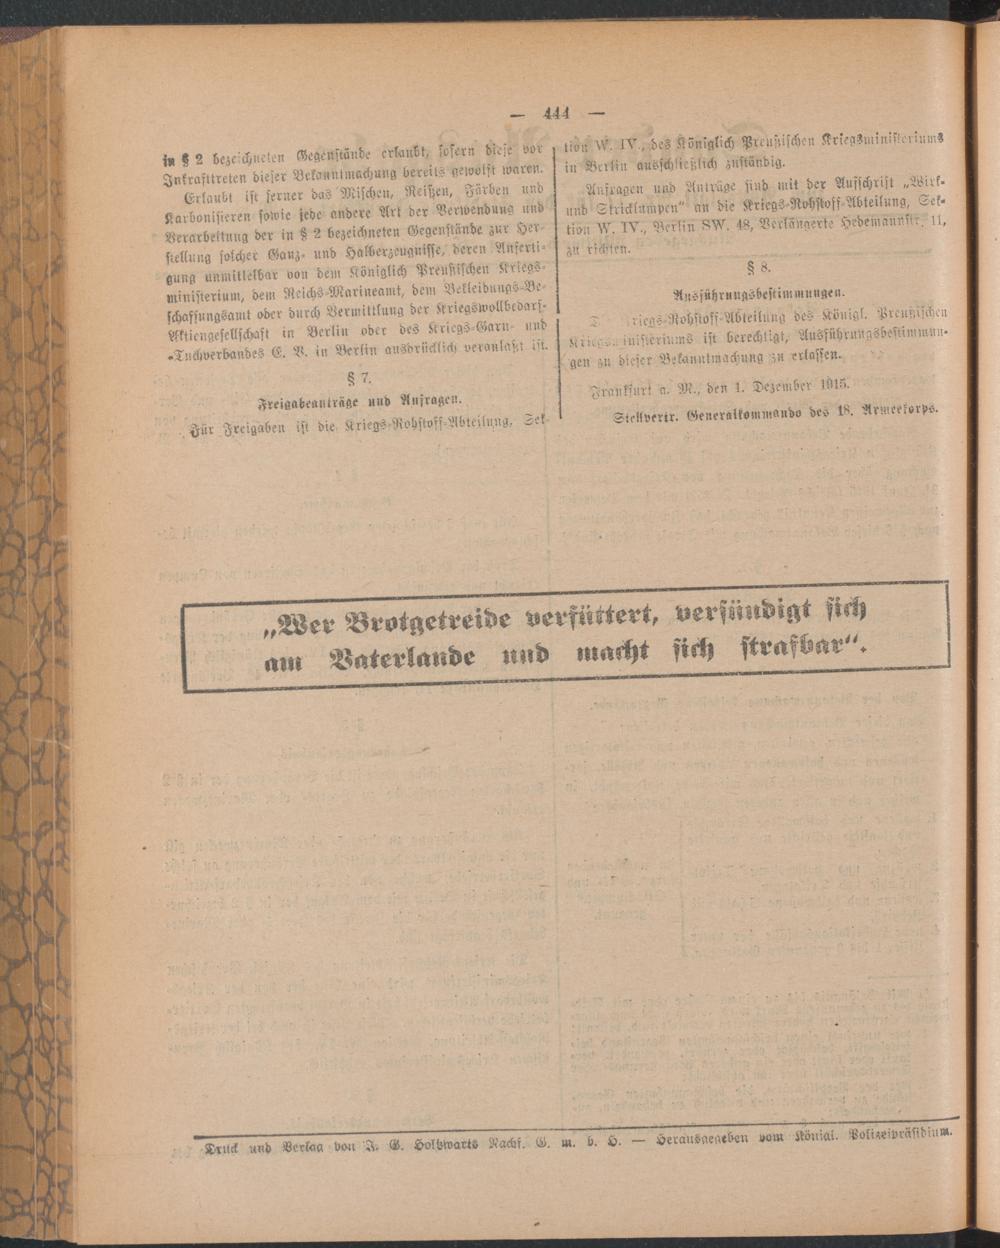 — 444 —
in § 2 bezeichneten Gegenstände erlaubt, sofern diese vor
Inkrafttreten dieser Bekanntmachung bereits gewolft waren.
Erlaubt ist ferner das Mischen, Reißen, Färben und
Karbonisieren sowie jede andere Art der Verwendung und
Verarbeitung der in § 2 bezeichneten Gegenstände zur Her-
stellung solcher Ganz- und Halberzeugnisse, deren Anferti-
gung unmittelbar von dem Königlich Preußischen Kriegs-
ministerium, dem Reichs-Marineamt, dem Bekleidungs-Be-
schaffungsamt oder durch Vermittlung der Kriegswollbedarf-
Aktiengesellschaft in Berlin oder des Kriegs-Garn- und
-Tuchverbandes E. V. in Berlin ausdrücklich veranlaßt ist.
§ 7.
Freigabeanträge und Anfragen.
Für Freigaben ist die Kriegs-Rohstoff-Abteilung, Sek-
tion W. IV., des Königlich Preußischen Kriegsministeriums
in Berlin ausschließlich zuständig.
Anfragen und Anträge sind mit der Aufschrift „Wirk-
und Stricklumpen“ an die Kriegs-Rohstoff-Abteilung, Sek-
tion W. IV., Berlin SW. 48, Verlängerte Hedemannstr. 11,
zu richten.
§ 8.
Ausführungsbestimmungen.
D riegs-Rohstoff-Abteilung des Königl. Preußischen
Kriegsministeriums ist berechtigt, Ausführungsbestimmun-
gen zu dieser Bekanntmachung zu erlassen.
Frankfurt a. M., den 1. Dezember 1915.
Stellvertr. Generalkommando des 18. Armeekorps.
„Wer Brotgetreide verfüttert, versündigt sich
am Vaterlande und macht sich strafbar“.
Druck und Verlag von J. G. Holtzwarts Nachf. G. m. b. H. — Herausgegeben vom Königl. Polizeipräsidium.